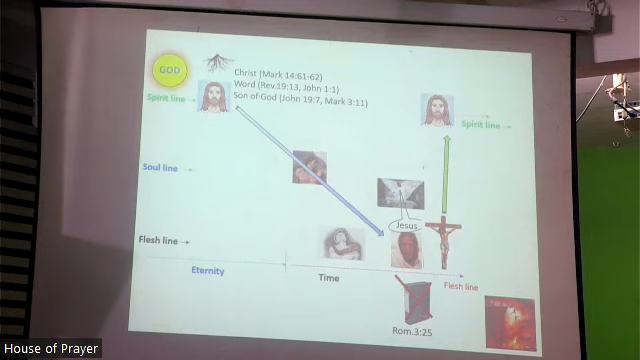 GOD
Christ (Mark 14:61-62)
Word (Rev.19:13, John 1:1)
Son of God (John 19:7, Mark 3:11)
Spirit line
Spirit line
Soul line
Jesus
Flesh line
Eternity
Time
Flesh line
Rom.3:25
House of Prayer